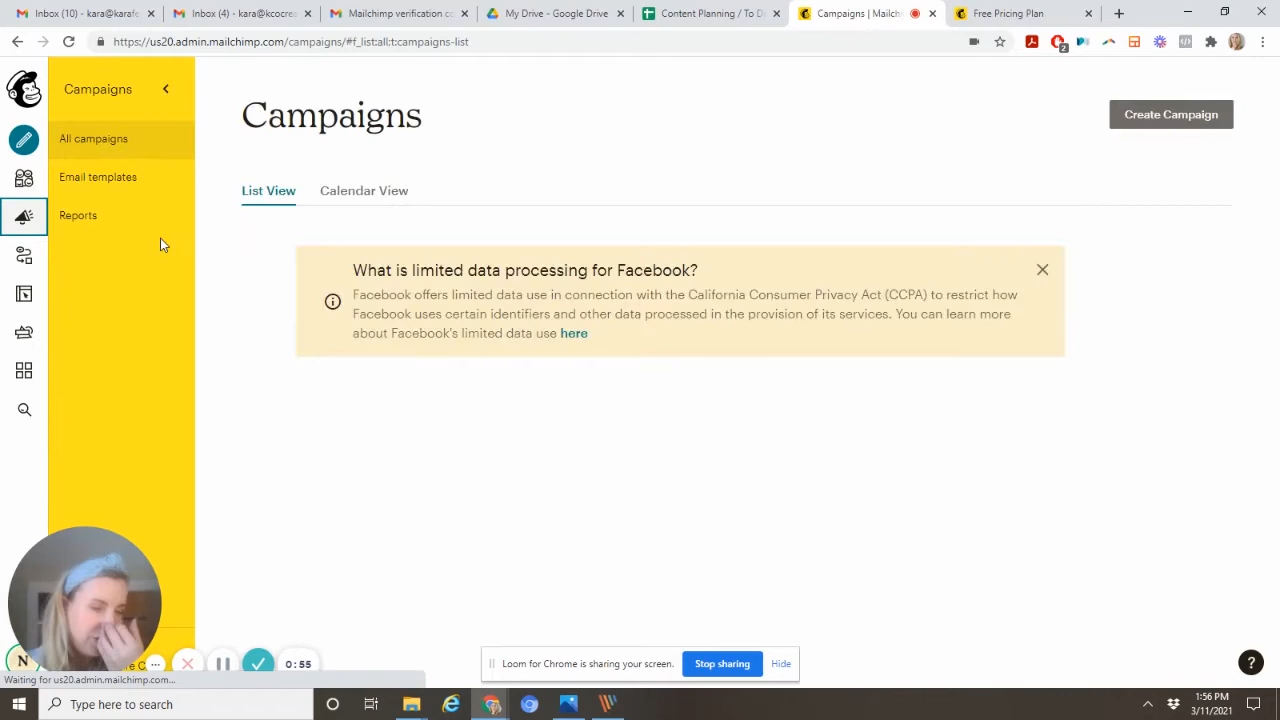 Inbox (10) - kara@karafe
Inbox (4) - kara@kocrea
Mailchimp verification co
My Drive - Google Drive
Content Planning / To D
Campaigns | Mailch
Free Pricing Plan
https://us20.admin.mailchimp.com/campaigns/#f_list:all;t:campaigns-list
2
Campaigns
All campaigns
Email templates
Reports
Campaigns
Create Campaign
List View
Calendar View
What is limited data processing for Facebook?
Facebook offers limited data use in connection with the California Consumer Privacy Act (CCPA) to restrict how
Facebook uses certain identifiers and other data processed in the provision of its services. You can learn more
about Facebook's limited data use here
N
0:55
Loom for Chrome is sharing your screen.
Stop sharing
Hide
?
Waiting for us20.admin.mailchimp.com...
Type here to search
1:56 PM
3/11/2021